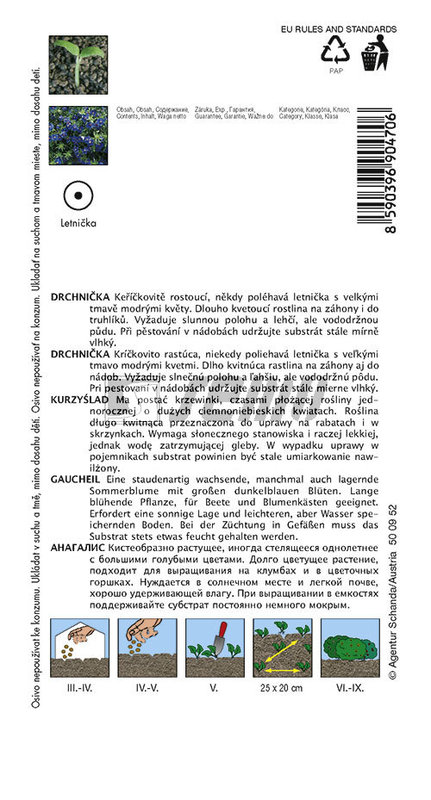 EU RULES AND STANDARDS
PAP
Obsah, Obsah, Содержание,
Contents, Inhalt, Waga netto
Záruka, Exp., Гарантия,
Guarantee, Garantie, Ważne do
Kategorie, Kategória, Класс,
Category, Klasse, Klasa
8 590396 904706
Letnička
Osivo nepoužívat ke konzumu. Ukládat v suchu a tmě, mimo dosahu dětí. Osivo nepoužívať na konzum. Ukladať na suchom a tmavom mieste, mimo dosahu detí.
DRCHNIČKA Keříčkovitě rostoucí, někdy poléhavá letnička s velkými
tmavě modrými květy. Dlouho kvetoucí rostlina na záhony i do
truhlíků. Vyžaduje slunnou polohu a lehčí, ale vododržnou
půdu. Při pěstování v nádobách udržujte substrát stále mírně
vlhký.
DRCHNIČKA Kríčkovito rastúca, niekedy poliehavá letnička s veľkými
tmavo modrými kvetmi. Dlho kvitnúca rastlina na záhony aj do
nádob. Vyžaduje slnečnú polohu a ľahšiu, ale vododržnú pôdu.
Pri pestovaní v nádobách udržujte substrát stále mierne vlhký.
KURZYŚLAD Ma postać krzewinki, czasami płożącej rośliny jed-
norocznej o dużych ciemnoniebieskich kwiatach. Roślina
długo kwitnąca przeznaczona do uprawy na rabatach i w
skrzynkach. Wymaga słonecznego stanowiska i raczej lekkiej,
jednak wodę zatrzymującej gleby. W wypadku uprawy w
pojemnikach substrat powinien być stale umiarkowanie naw-
ilżony.
GAUCHEIL Eine staudenartig wachsende, manchmal auch lagernde
Sommerblume mit großen dunkelblauen Blüten. Lange
blühende Pflanze, für Beete und Blumenkästen geeignet.
Erfordert eine sonnige Lage und leichteren, aber Wasser spe-
ichernden Boden. Bei der Züchtung in Gefäßen muss das
Substrat stets etwas feucht gehalten werden.
АНАГАЛИС Кистеобразно растущее, иногда стелящееся однолетнее
с большими голубыми цветами. Долго цветущее растение,
подходит для выращивания на клумбах и в цветочных
горшках. Нуждается в солнечном месте и легкой почве,
хорошо удерживающей влагу. При выращивании в емкостях
поддерживайте субстрат постоянно немного мокрым.
© Agentur Schanda/Austria 50 09 52
III.-IV.
IV.-V.
V.
25 x 20 cm
VI.-IX.